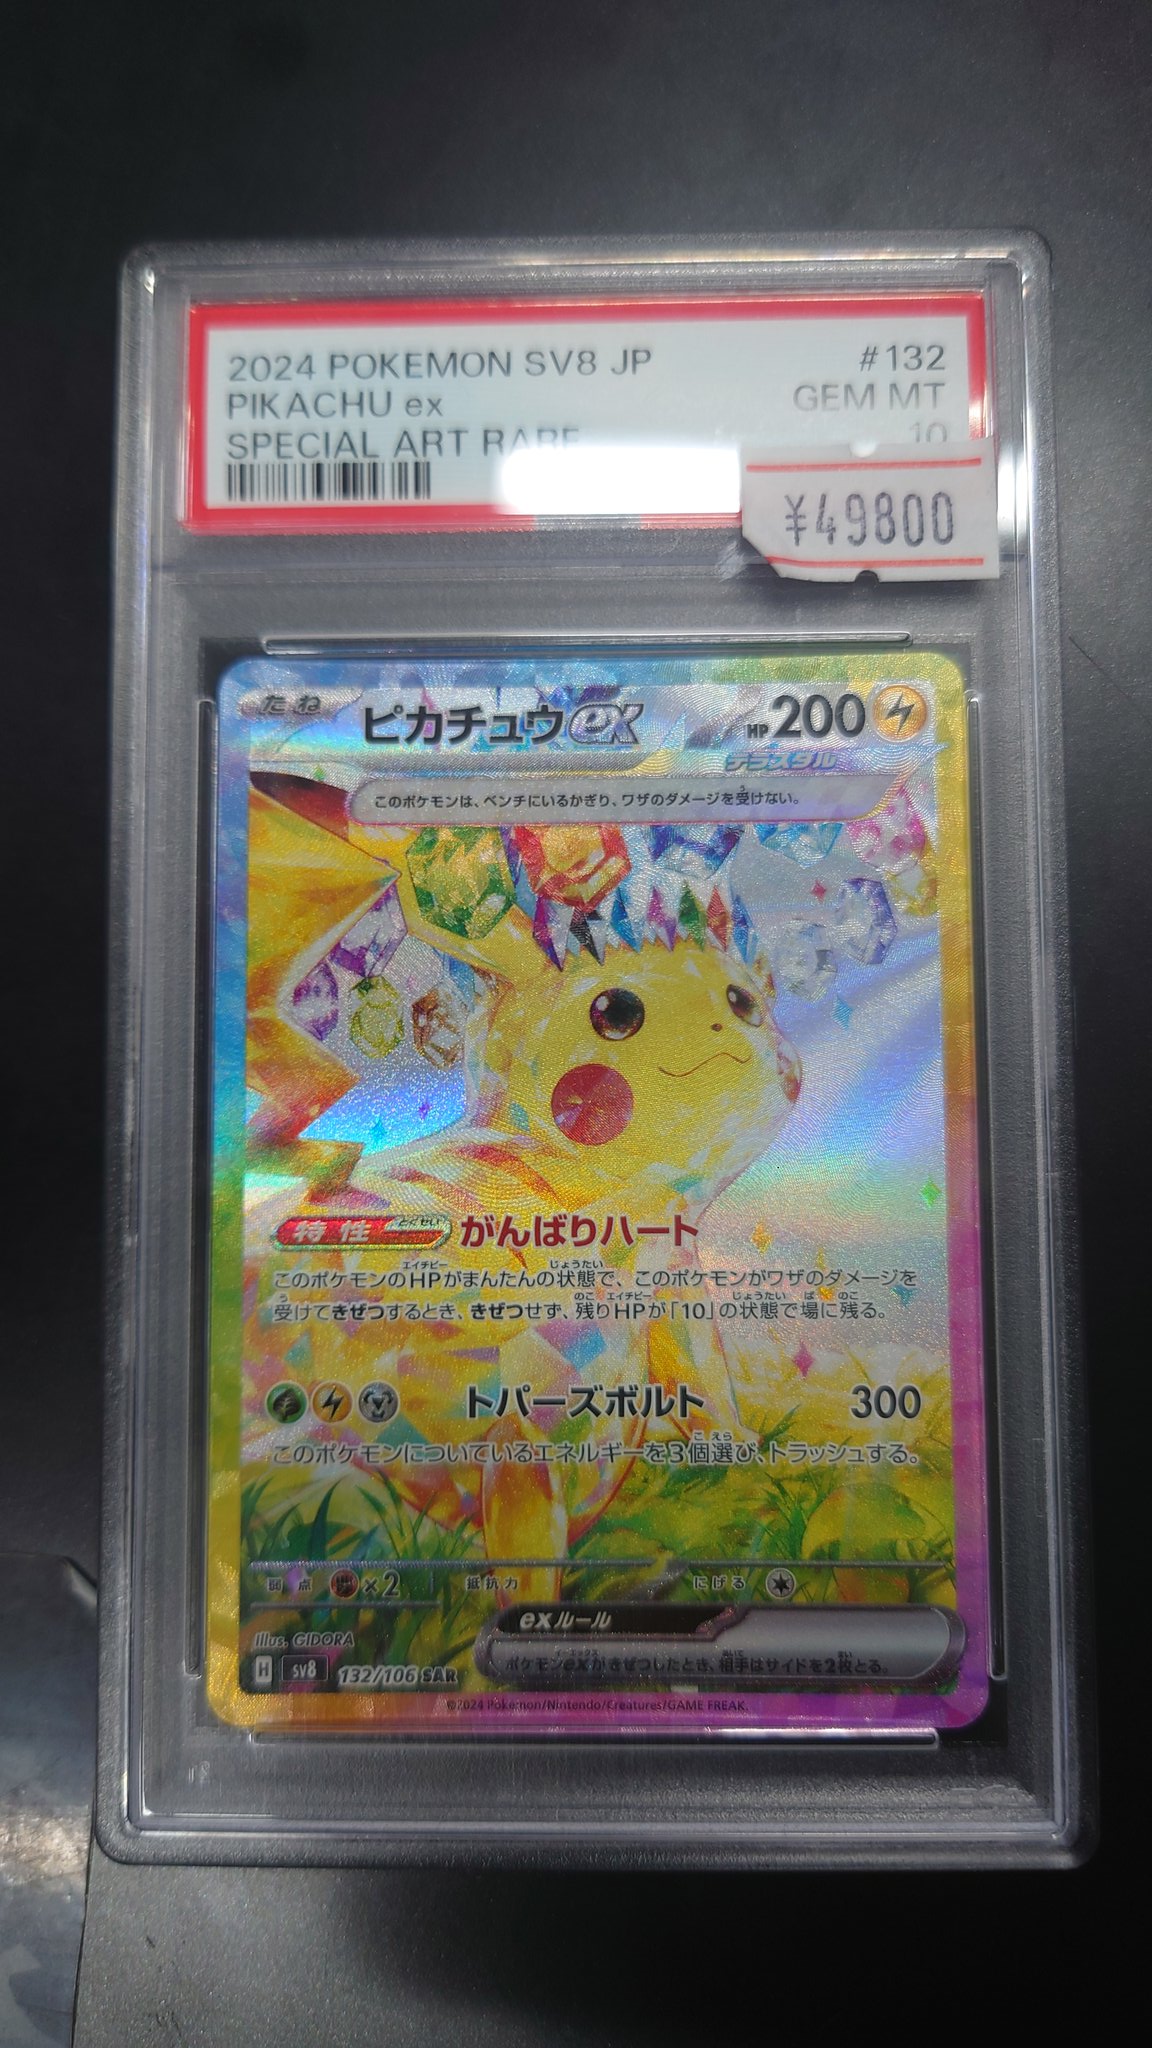 2024 POKEMON SV8 JP #132
PIKACHU ex GEM MT
SPECIAL ART RARE 10
¥49800
たね ピカチュウex HP200
テラスタル
このポケモンは、ベンチにいるかぎり、ワザのダメージを受けない。
特性 とくせい がんばりハート
このポケモンのHPがまんたんの状態で、このポケモンがワザのダメージを
受けてきぜつするとき、きぜつせず、残りHPが「10」の状態で場に残る。
トパーズボルト 300
このポケモンについているエネルギーを3個選び、トラッシュする。
弱点 ×2 抵抗力 にげる
exルール
ポケモンexがきぜつしたとき、相手はサイドを2枚とる。
illus. GIDORA
H SV8 132/106 SAR
©2024 Pokémon/Nintendo/Creatures/GAME FREAK.